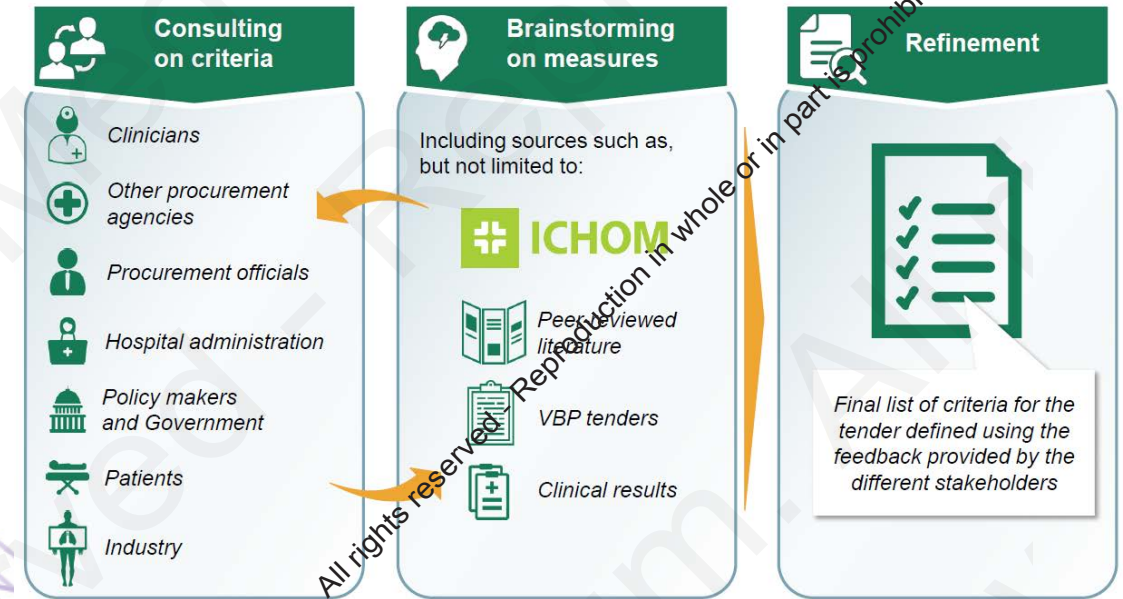 Consulting
on criteria
Clinicians
Other procurement
agencies
Procurement officials
Hospital administration
Policy makers
and Government
Patients
Industry
Brainstorming
on measures
Including sources such as,
but not limited to:
ICHOM
Peer-reviewed
literature
VBP tenders
Clinical results
Refinement
Final list of criteria for the
tender defined using the
feedback provided by the
different stakeholders
All rights reserved - Reproduction in whole or in part is